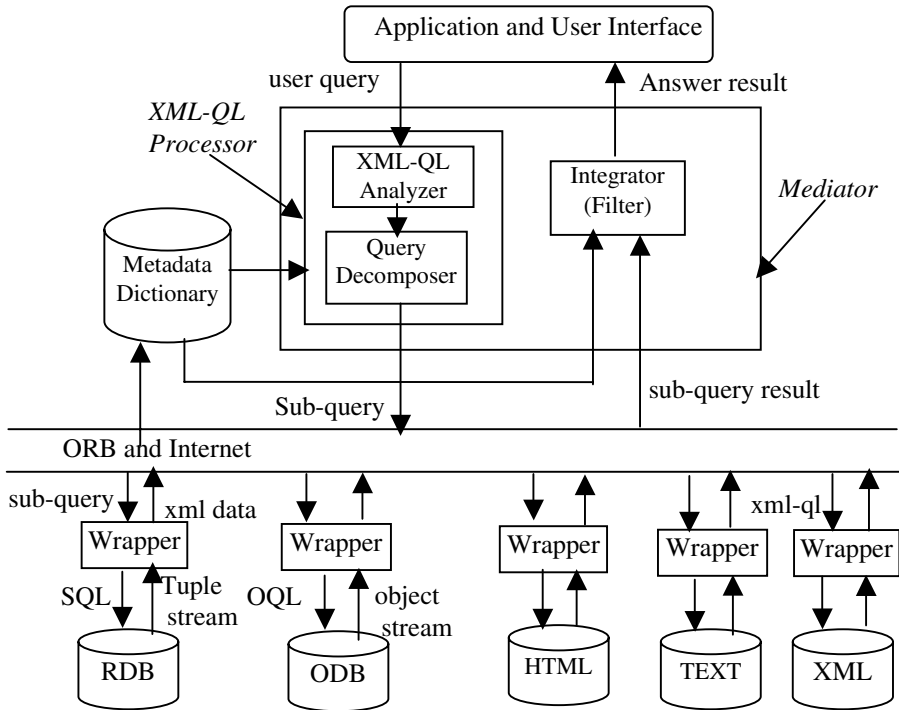 Application and User Interface
user query
Answer result
XML-QL
Processor
XML-QL
Analyzer
Integrator
(Filter)
Mediator
Query
Decomposer
Metadada
Dictionary
Sub-query
sub-query result
ORB and Internet
sub-query
xml data
xml-ql
Wrapper
Wrapper
Wrapper
Wrapper
Wrapper
SQL
Tuple
stream
OQL
object
stream
RDB
ODB
HTML
TEXT
XML